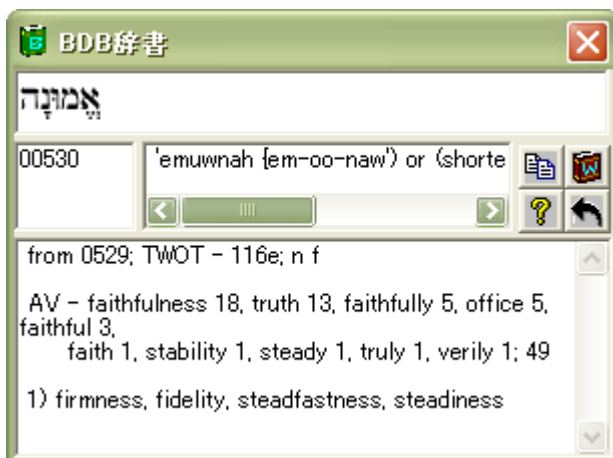 BDB辞書
אֱמוּנָה
00530
'emuwnah {em-oo-naw') or (shorte
from 0529; TWOT - 116e; n f
AV - faithfulness 18, truth 13, faithfully 5, office 5,
faithful 3,
faith 1, stability 1, steady 1, truly 1, verily 1; 49
1) firmness, fidelity, steadfastness, steadiness